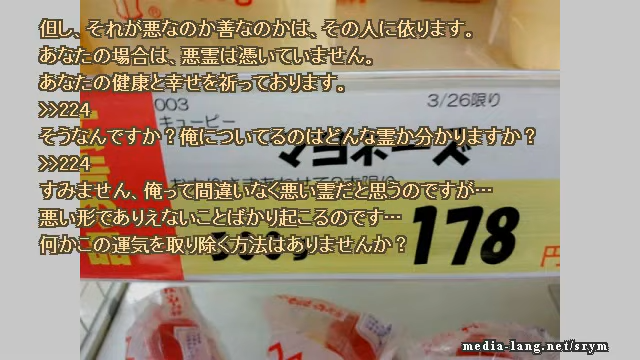 但し、それが悪なのか善なのかは、その人に依ります。
あなたの場合は、悪霊は憑いていません。
あなたの健康と幸せを祈っております。
>>224
003
3/26限り
キューピー
そうなんですか？俺についてるのはどんな霊か分かりますか？
マヨネーズ
>>224
すみません、俺って間違いなく悪い霊だと思うのですが…
悪い形でありえないことばかり起こるのです…
何かこの運気を取り除く方法はありませんか？
178
円
media-lang.net/srym